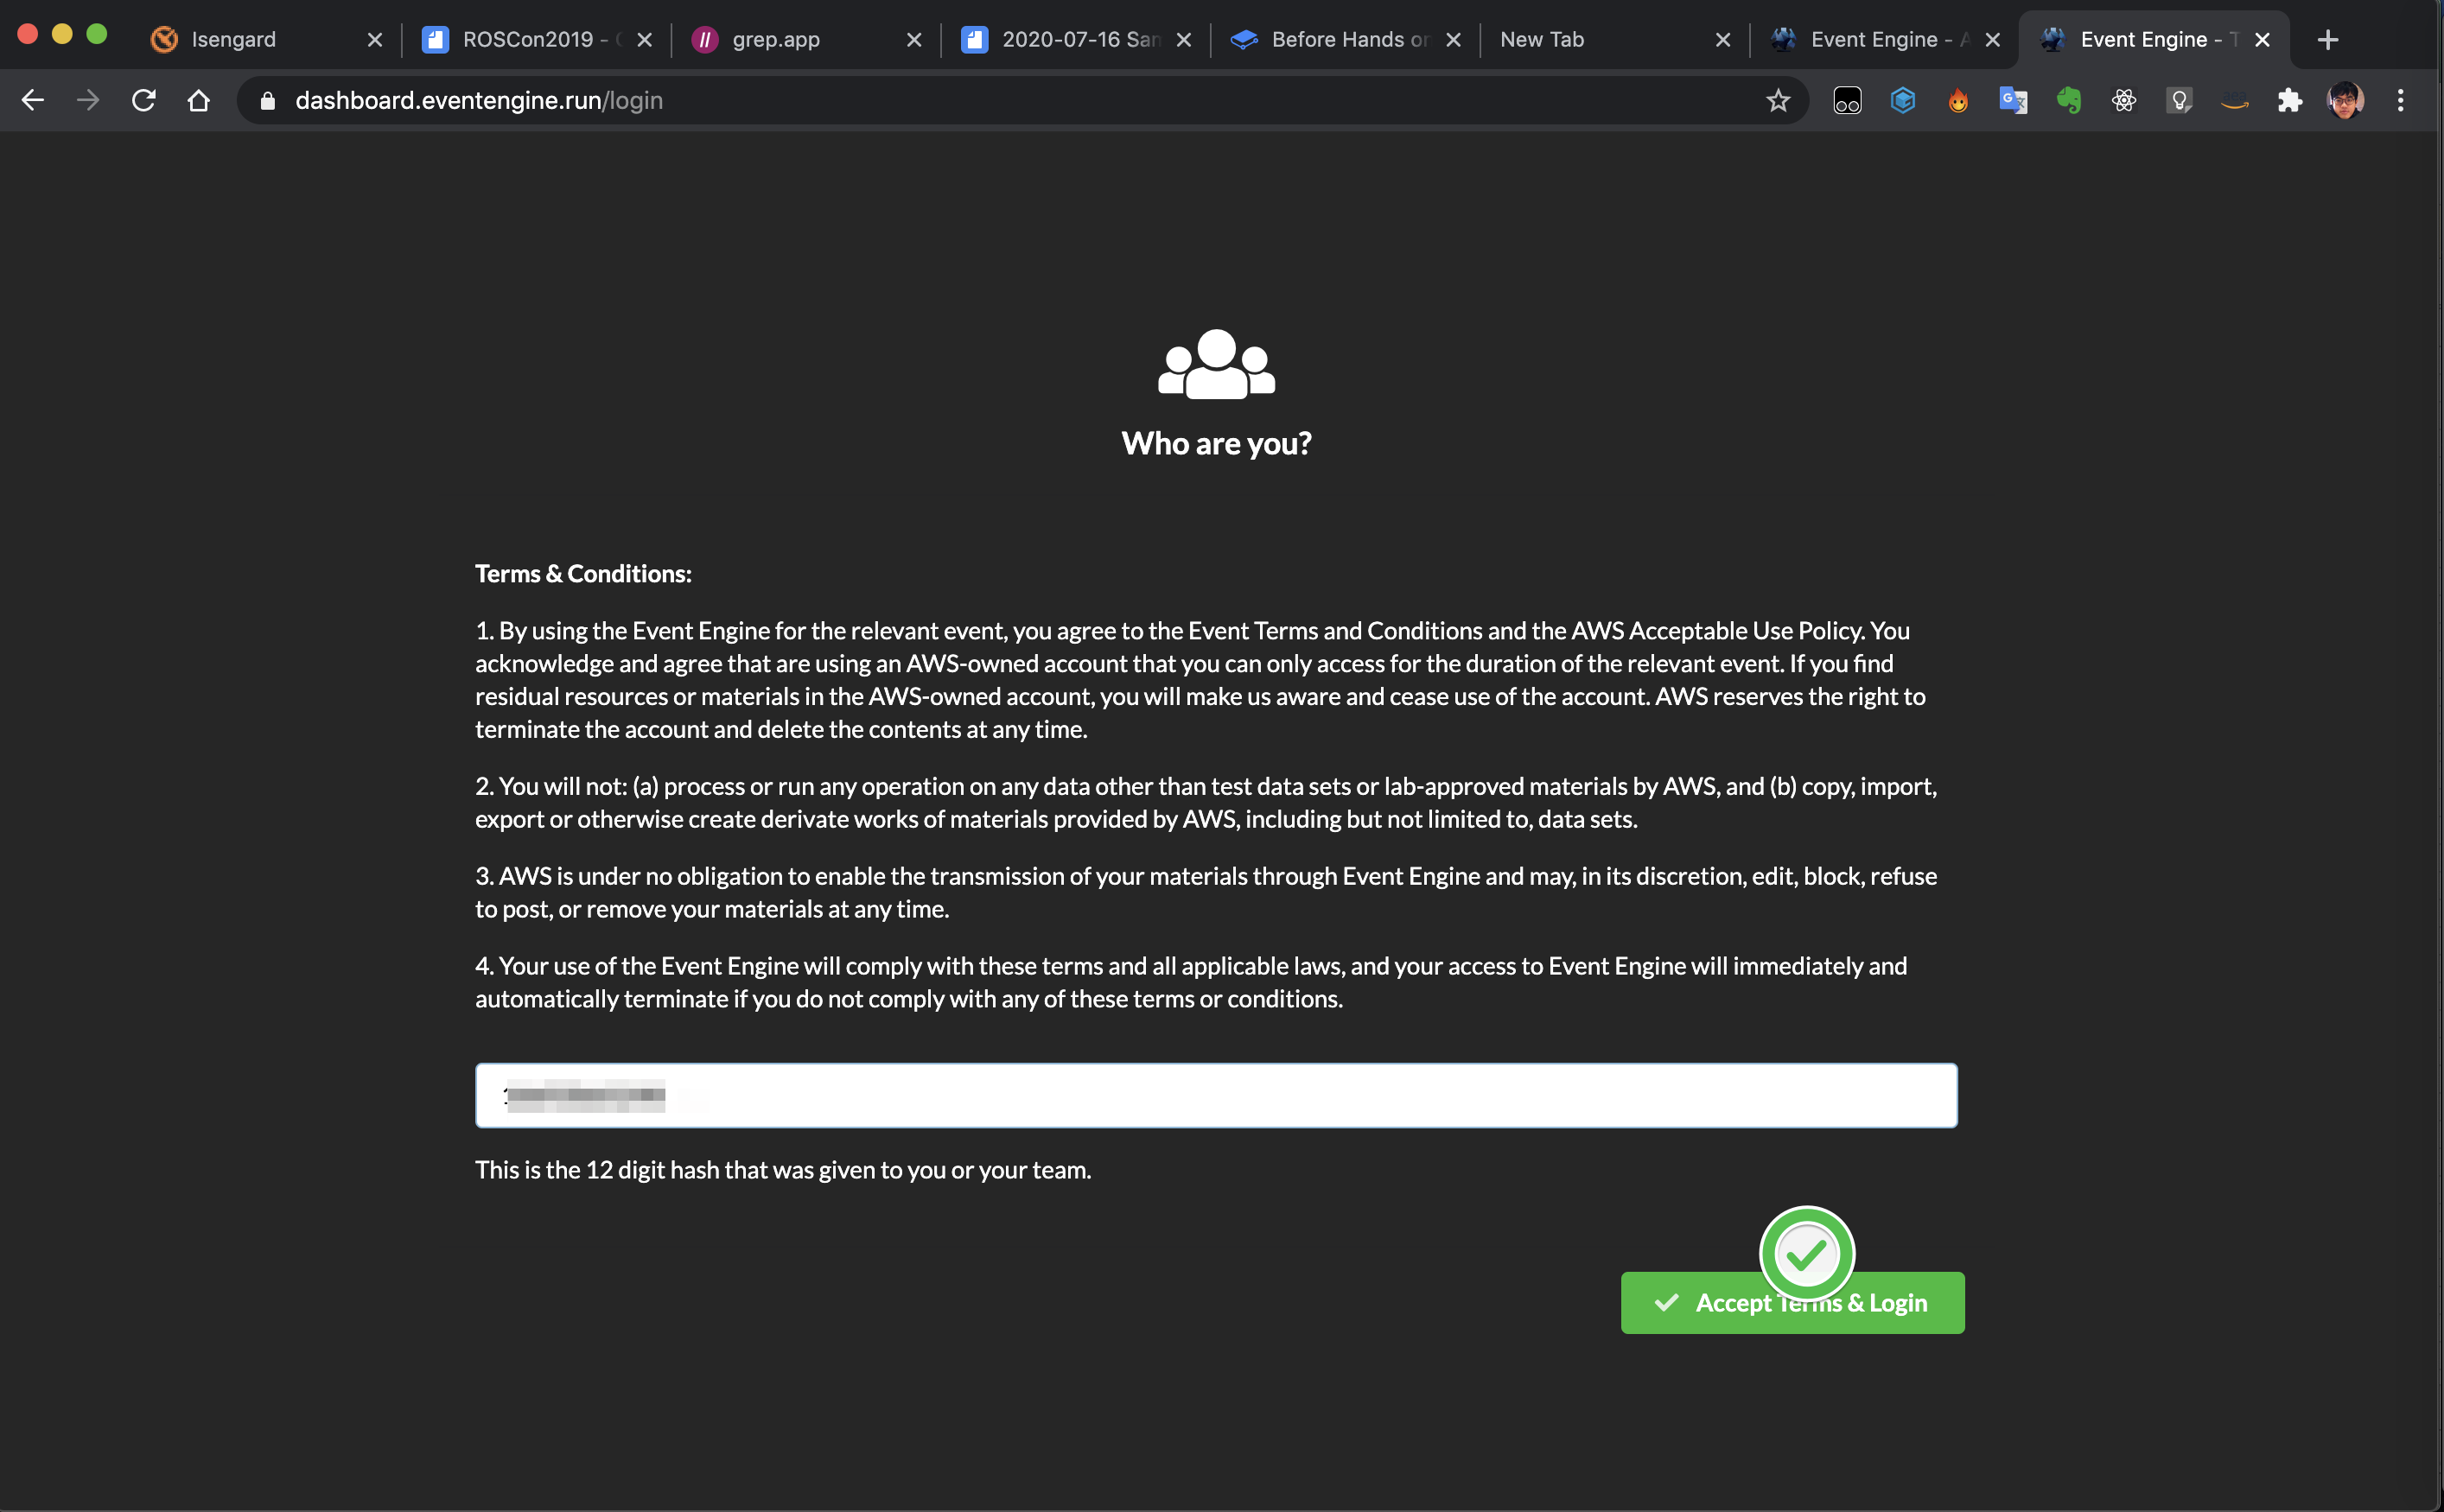 Isengard
ROSCon2019 -
grep.app
2020-07-16 San
Before Hands on
New Tab
Event Engine - A
Event Engine - T
dashboard.eventengine.run/login
Who are you?
Terms & Conditions:
1. By using the Event Engine for the relevant event, you agree to the Event Terms and Conditions and the AWS Acceptable Use Policy. You
acknowledge and agree that are using an AWS-owned account that you can only access for the duration of the relevant event. If you find
residual resources or materials in the AWS-owned account, you will make us aware and cease use of the account. AWS reserves the right to
terminate the account and delete the contents at any time.
2. You will not: (a) process or run any operation on any data other than test data sets or lab-approved materials by AWS, and (b) copy, import,
export or otherwise create derivate works of materials provided by AWS, including but not limited to, data sets.
3. AWS is under no obligation to enable the transmission of your materials through Event Engine and may, in its discretion, edit, block, refuse
to post, or remove your materials at any time.
4. Your use of the Event Engine will comply with these terms and all applicable laws, and your access to Event Engine will immediately and
automatically terminate if you do not comply with any of these terms or conditions.
This is the 12 digit hash that was given to you or your team.
Accept Terms & Login